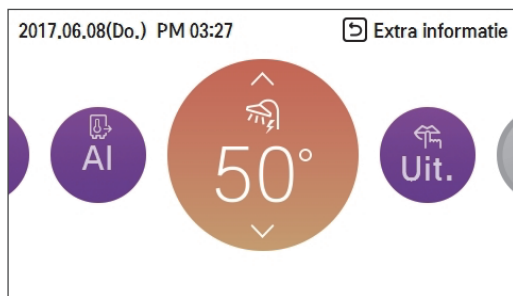 2017.06.08(Do.) PM 03:27
Extra informatie
AI
50°
Uit.